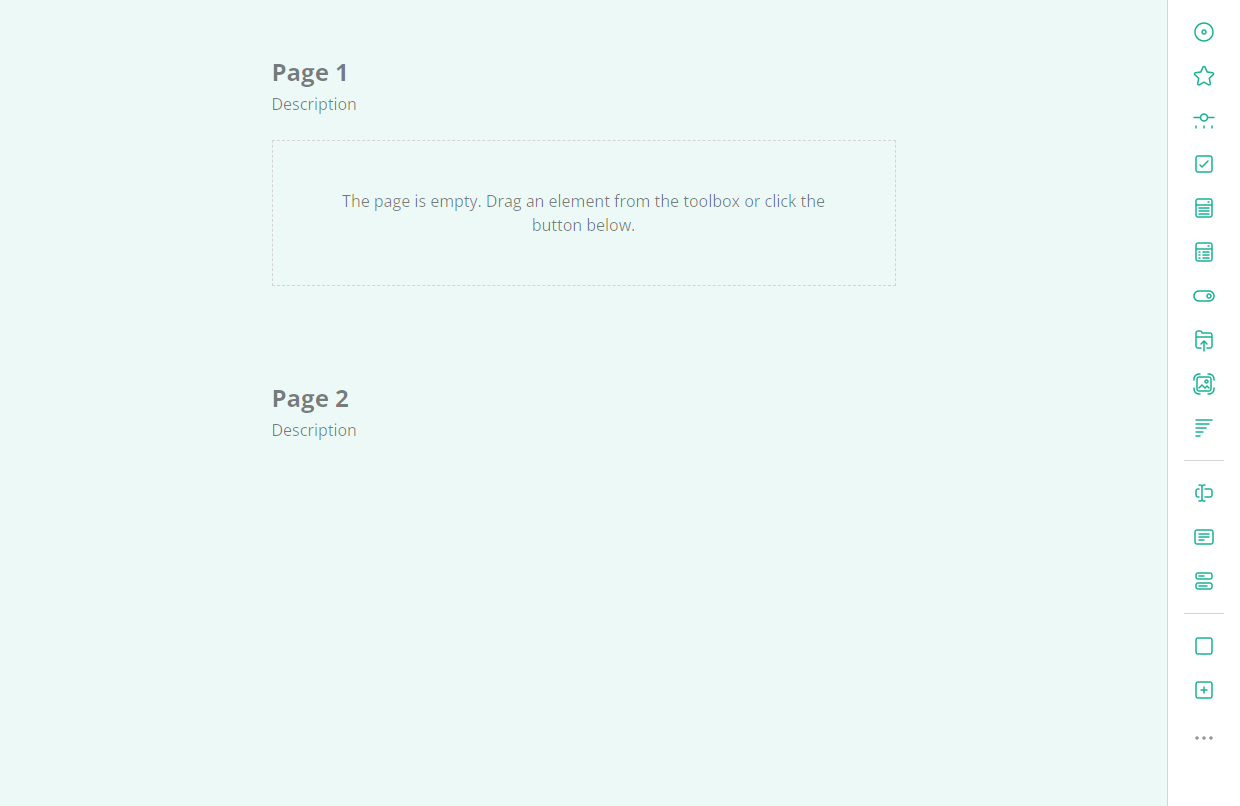 Page 1
Description
The page is empty. Drag an element from the toolbox or click the
button below.
Page 2
Description